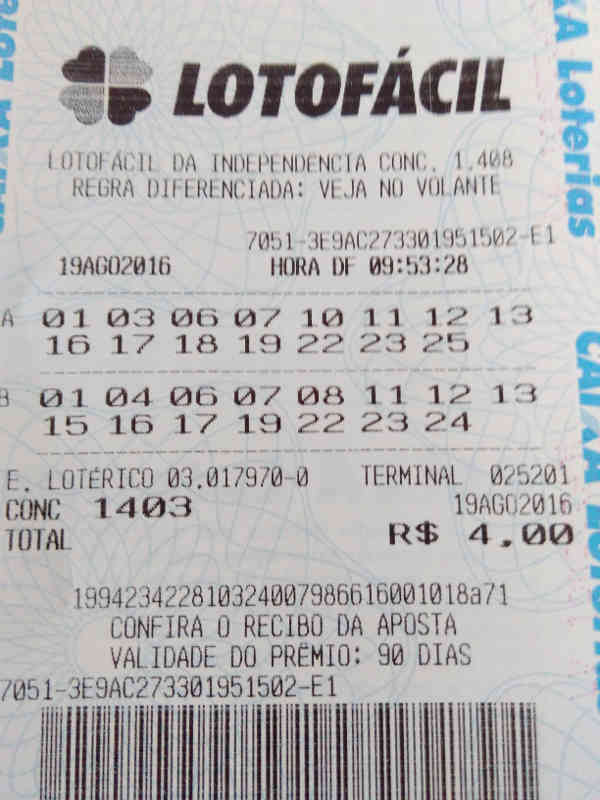 LOTOFÁCIL
LOTOFÁCIL DA INDEPENDENCIA CONC. 1.408
REGRA DIFERENCIADA: VEJA NO VOLANTE
7051-3E9AC273301951502-E1
19AGO2016 HORA DF 09:53:28
A 01 03 06 07 10 11 12 13
16 17 18 19 22 23 25
B 01 04 06 07 08 11 12 13
15 16 17 19 22 23 24
E. LOTÉRICO 03.017970-0 TERMINAL 025201
CONC 1403 19AGO2016
TOTAL R$ 4,00
199423422810324007986616001018a71
CONFIRA O RECIBO DA APOSTA
VALIDADE DO PRÊMIO: 90 DIAS
7051-3E9AC273301951502-E1
CAIXA Loterias
XA Loterias
CAIXA